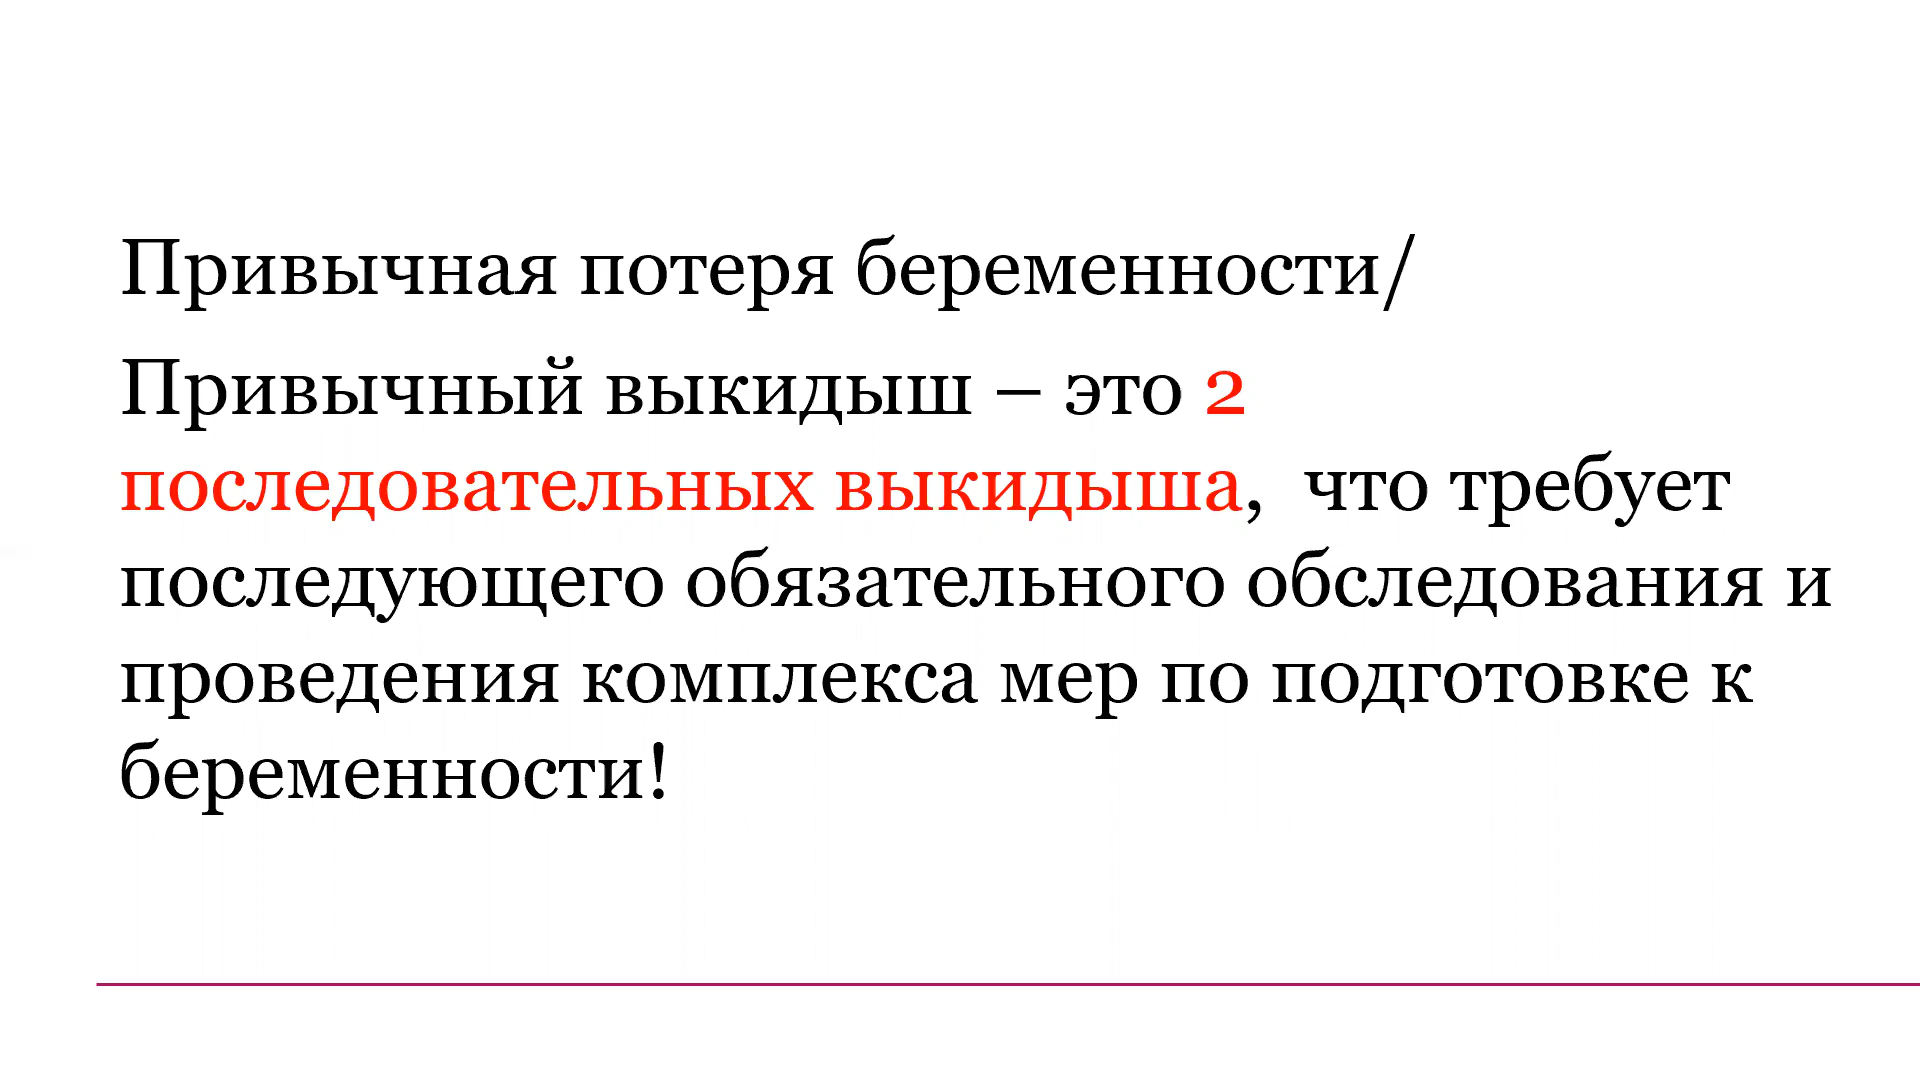 Привычная потеря беременности/
Привычный выкидыш – это 2
последовательных выкидыша,  что требует
последующего обязательного обследования и
проведения комплекса мер по подготовке к
беременности!